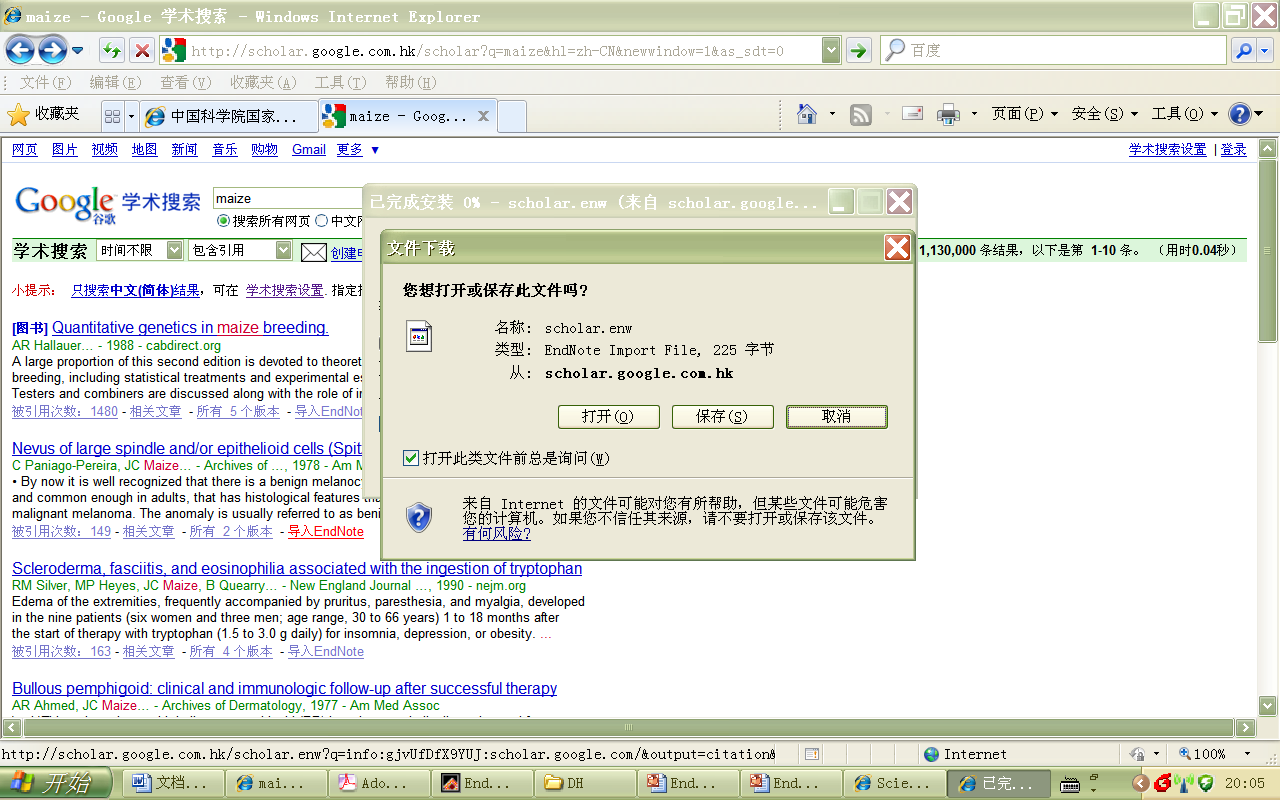 maize - Google 学术搜索 - Windows Internet Explorer
http://scholar.google.com.hk/scholar?q=maize&hl=zh-CN&newwindow=1&as_dt=0
百度
文件(F) 编辑(E) 查看(V) 收藏夹(A) 工具(T) 帮助(H)
收藏夹 中国科学院国家... maize - Goog... 页面(P) 安全(S) 工具(O)
网页 图片 视频 地图 新闻 音乐 购物 Gmail 更多 ▼ 学术搜索设置 | 登录
Google 谷歌 学术搜索 maize
搜索所有网页 中文网
学术搜索 时间不限 包含引用 创建电 1,130,000 条结果，以下是第 1-10 条。 （用时0.04秒）
小提示： 只搜索中文(简体)结果，可在 学术搜索设置. 指定搜
[图书] Quantitative genetics in maize breeding.
AR Hallauer... - 1988 - cabdirect.org
A large proportion of this second edition is devoted to theoret
breeding, including statistical treatments and experimental es
Testers and combiners are discussed along with the role of in
被引用次数：1480 - 相关文章 - 所有 5 个版本 - 导入EndNot
Nevus of large spindle and/or epithelioid cells (Spitz
C Paniago-Pereira, JC Maize... - Archives of ..., 1978 - Am M
• By now it is well recognized that there is a benign melanoc
and common enough in adults, that has histological features tha
malignant melanoma. The anomaly is usually referred to as beni
被引用次数：149 - 相关文章 - 所有 2 个版本 - 导入EndNote
Scleroderma, fasciitis, and eosinophilia associated with the ingestion of tryptophan
RM Silver, MP Heyes, JC Maize, B Quearry... - New England Journal ..., 1990 - nejm.org
Edema of the extremities, frequently accompanied by pruritus, paresthesia, and myalgia, developed
in the nine patients (six women and three men; age range, 30 to 66 years) 1 to 18 months after
the start of therapy with tryptophan (1.5 to 3.0 g daily) for insomnia, depression, or obesity. ...
被引用次数：163 - 相关文章 - 所有 4 个版本 - 导入EndNote
Bullous pemphigoid: clinical and immunologic follow-up after successful therapy
AR Ahmed, JC Maize... - Archives of Dermatology, 1977 - Am Med Assoc
已完成安装 0% - scholar.enw (来自 scholar.google...
文件下载
您想打开或保存此文件吗?
名称: scholar.enw
类型: EndNote Import File, 225 字节
从: scholar.google.com.hk
打开(O) 保存(S) 取消
打开此类文件前总是询问(W)
来自 Internet 的文件可能对您有所帮助，但某些文件可能危害
您的计算机。如果您不信任其来源，请不要打开或保存该文件。
有何风险?
http://scholar.google.com.hk/scholar.enw?q=info:gjvUfDfX9YUJ:scholar.google.com/&output=citation& Internet 100%
开始 文档... mai... Ado... End... DH End... End... Scie... 已完... 20:05